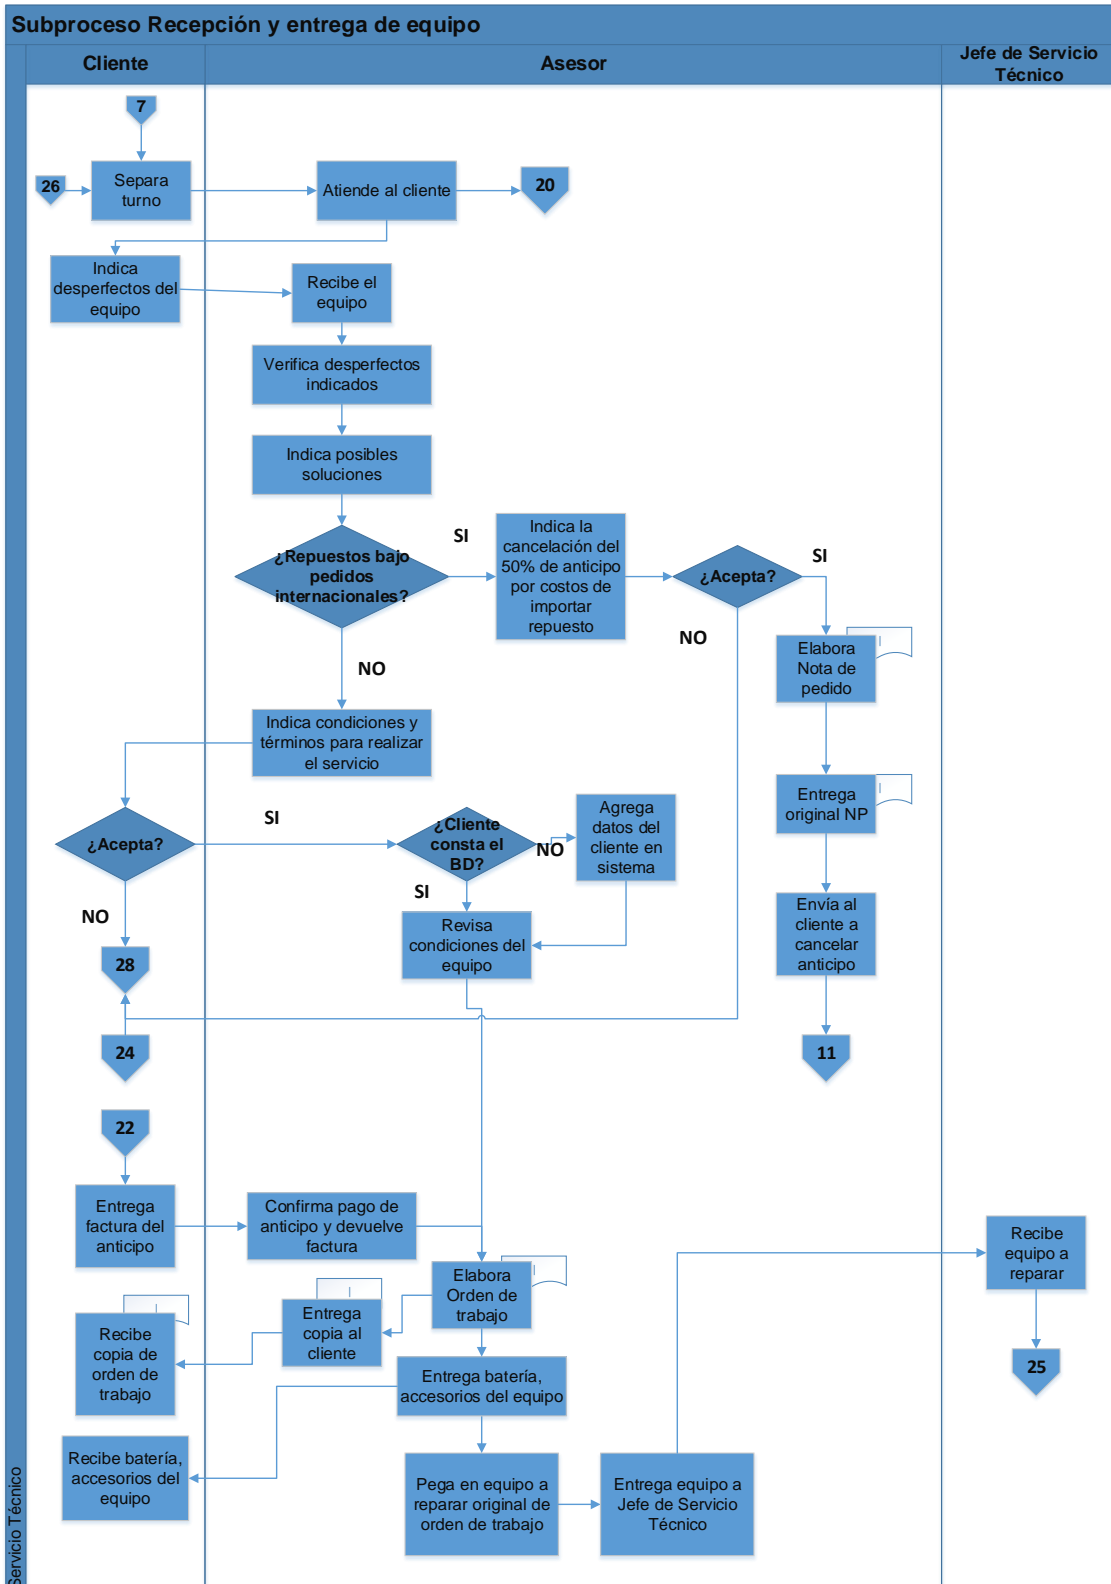 Subproceso Recepción y entrega de equipo
Cliente
Asesor
Jefe de Servicio
Técnico
7
26
Separa
turno
Atiende al cliente
20
Indica
desperfectos del
equipo
Recibe el
equipo
Verifica desperfectos
indicados
Indica posibles
soluciones
¿Repuestos bajo
pedidos
internacionales?
SI
Indica la
cancelación del
50% de anticipo
por costos de
importar
repuesto
¿Acepta?
SI
NO
NO
Elabora
Nota de
pedido
Indica condiciones y
términos para realizar
el servicio
Entrega
original NP
¿Acepta?
SI
¿Cliente
consta el
BD?
NO
Agrega
datos del
cliente en
sistema
NO
SI
Revisa
condiciones del
equipo
Envía al
cliente a
cancelar
anticipo
28
24
11
22
Entrega
factura del
anticipo
Confirma pago de
anticipo y devuelve
factura
Recibe
equipo a
reparar
Elabora
Orden de
trabajo
Entrega
copia al
cliente
Recibe
copia de
orden de
trabajo
25
Entrega batería,
accesorios del equipo
Recibe batería,
accesorios del
equipo
Pega en equipo a
reparar original de
orden de trabajo
Entrega equipo a
Jefe de Servicio
Técnico
Servicio Técnico